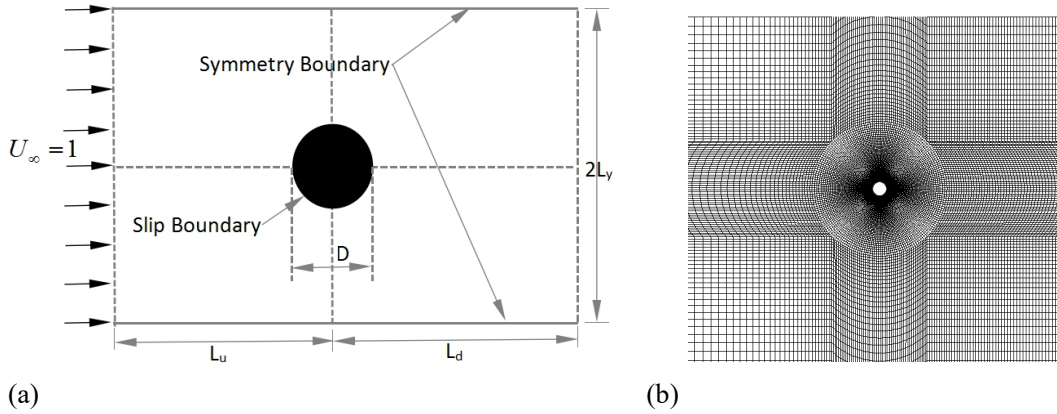 Symmetry Boundary
U∞ = 1
2Ly
Slip Boundary
D
Lu
Ld
(a)
(b)